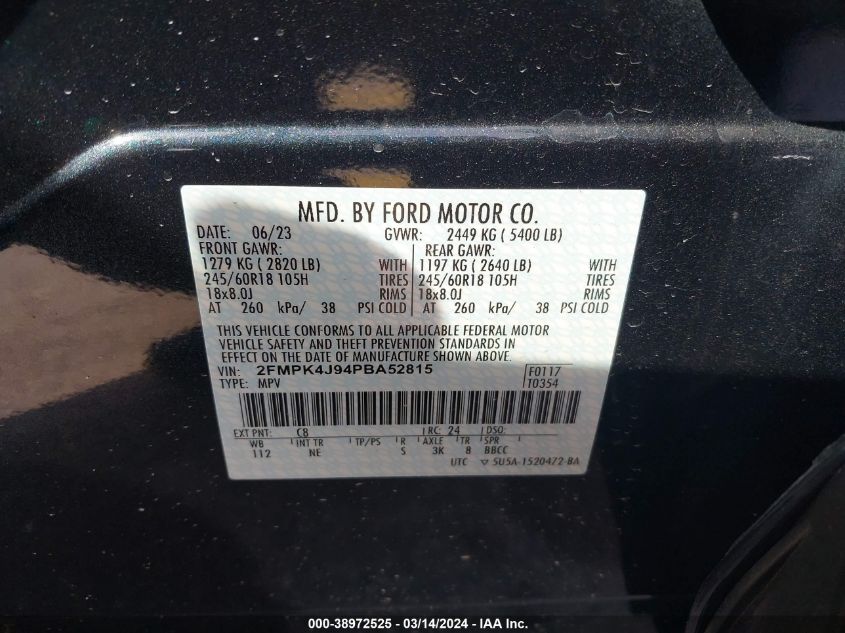 MFD. BY FORD MOTOR CO.
DATE: 06/23 GVWR: 2449 KG ( 5400 LB)
FRONT GAWR: REAR GAWR:
1279 KG ( 2820 LB) WITH 1197 KG ( 2640 LB) WITH
245/60R18 105H TIRES 245/60R18 105H TIRES
18x8.0J RIMS 18x8.0J RIMS
AT 260 kPa/ 38 PSI COLD AT 260 kPa/ 38 PSI COLD
THIS VEHICLE CONFORMS TO ALL APPLICABLE FEDERAL MOTOR
VEHICLE SAFETY AND THEFT PREVENTION STANDARDS IN
EFFECT ON THE DATE OF MANUFACTURE SHOWN ABOVE.
VIN: 2FMPK4J94PBA52815 F0117
TYPE: MPV T0354
EXT PNT: C8 RC: 24 DSO:
WB INT TR TP/PS R AXLE TR SPR
112 NE S 3K 8 BBCC
UTC ▽ 5U5A-1520472-BA
000-38972525 - 03/14/2024 - IAA Inc.